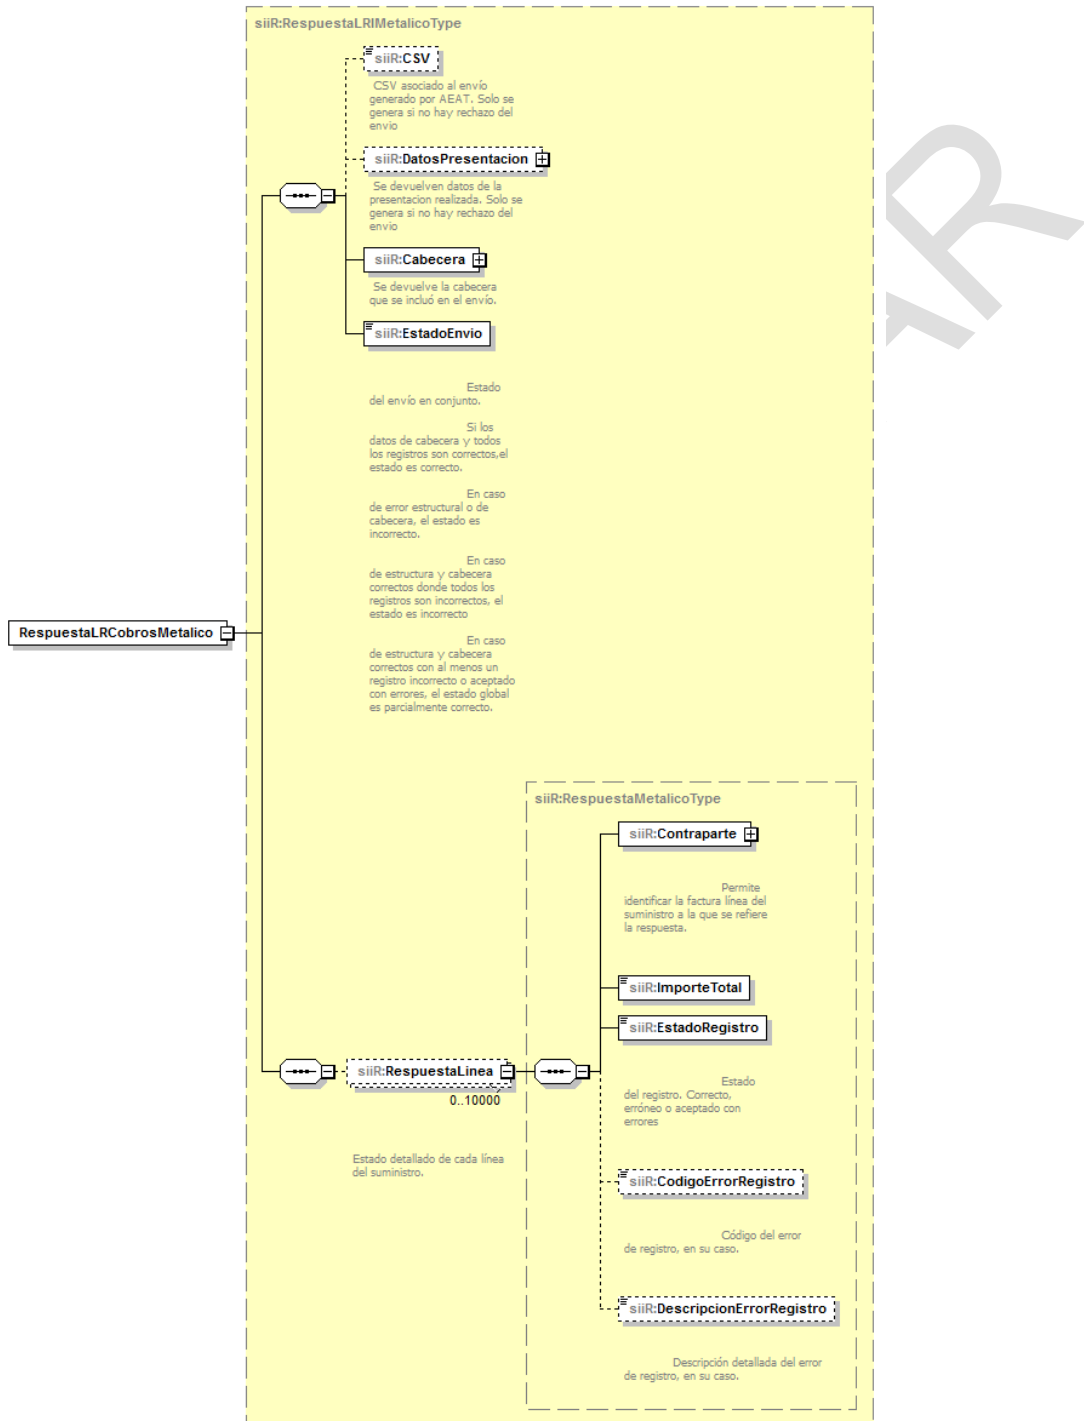 siiR:RespuestaLRIMetalicoType
siiR:CSV
CSV asociado al envío
generado por AEAT. Solo se
genera si no hay rechazo del
envio
siiR:DatosPresentacion
Se devuelven datos de la
presentacion realizada. Solo se
genera si no hay rechazo del
envio
siiR:Cabecera
Se devuelve la cabecera
que se incluó en el envío.
siiR:EstadoEnvio
Estado
del envío en conjunto.
Si los
datos de cabecera y todos
los registros son correctos,el
estado es correcto.
En caso
de error estructural o de
cabecera, el estado es
incorrecto.
En caso
de estructura y cabecera
correctos donde todos los
registros son incorrectos, el
estado es incorrecto
RespuestaLRCobrosMetalico
En caso
de estructura y cabecera
correctos con al menos un
registro incorrecto o aceptado
con errores, el estado global
es parcialmente correcto.
siiR:RespuestaMetalicoType
siiR:Contraparte
Permite
identificar la factura línea del
suministro a la que se refiere
la respuesta.
siiR:ImporteTotal
siiR:EstadoRegistro
siiR:RespuestaLinea
0..10000
Estado
del registro. Correcto,
erróneo o aceptado con
errores
Estado detallado de cada línea
del suministro.
siiR:CodigoErrorRegistro
Código del error
de registro, en su caso.
siiR:DescripcionErrorRegistro
Descripción detallada del error
de registro, en su caso.
AR